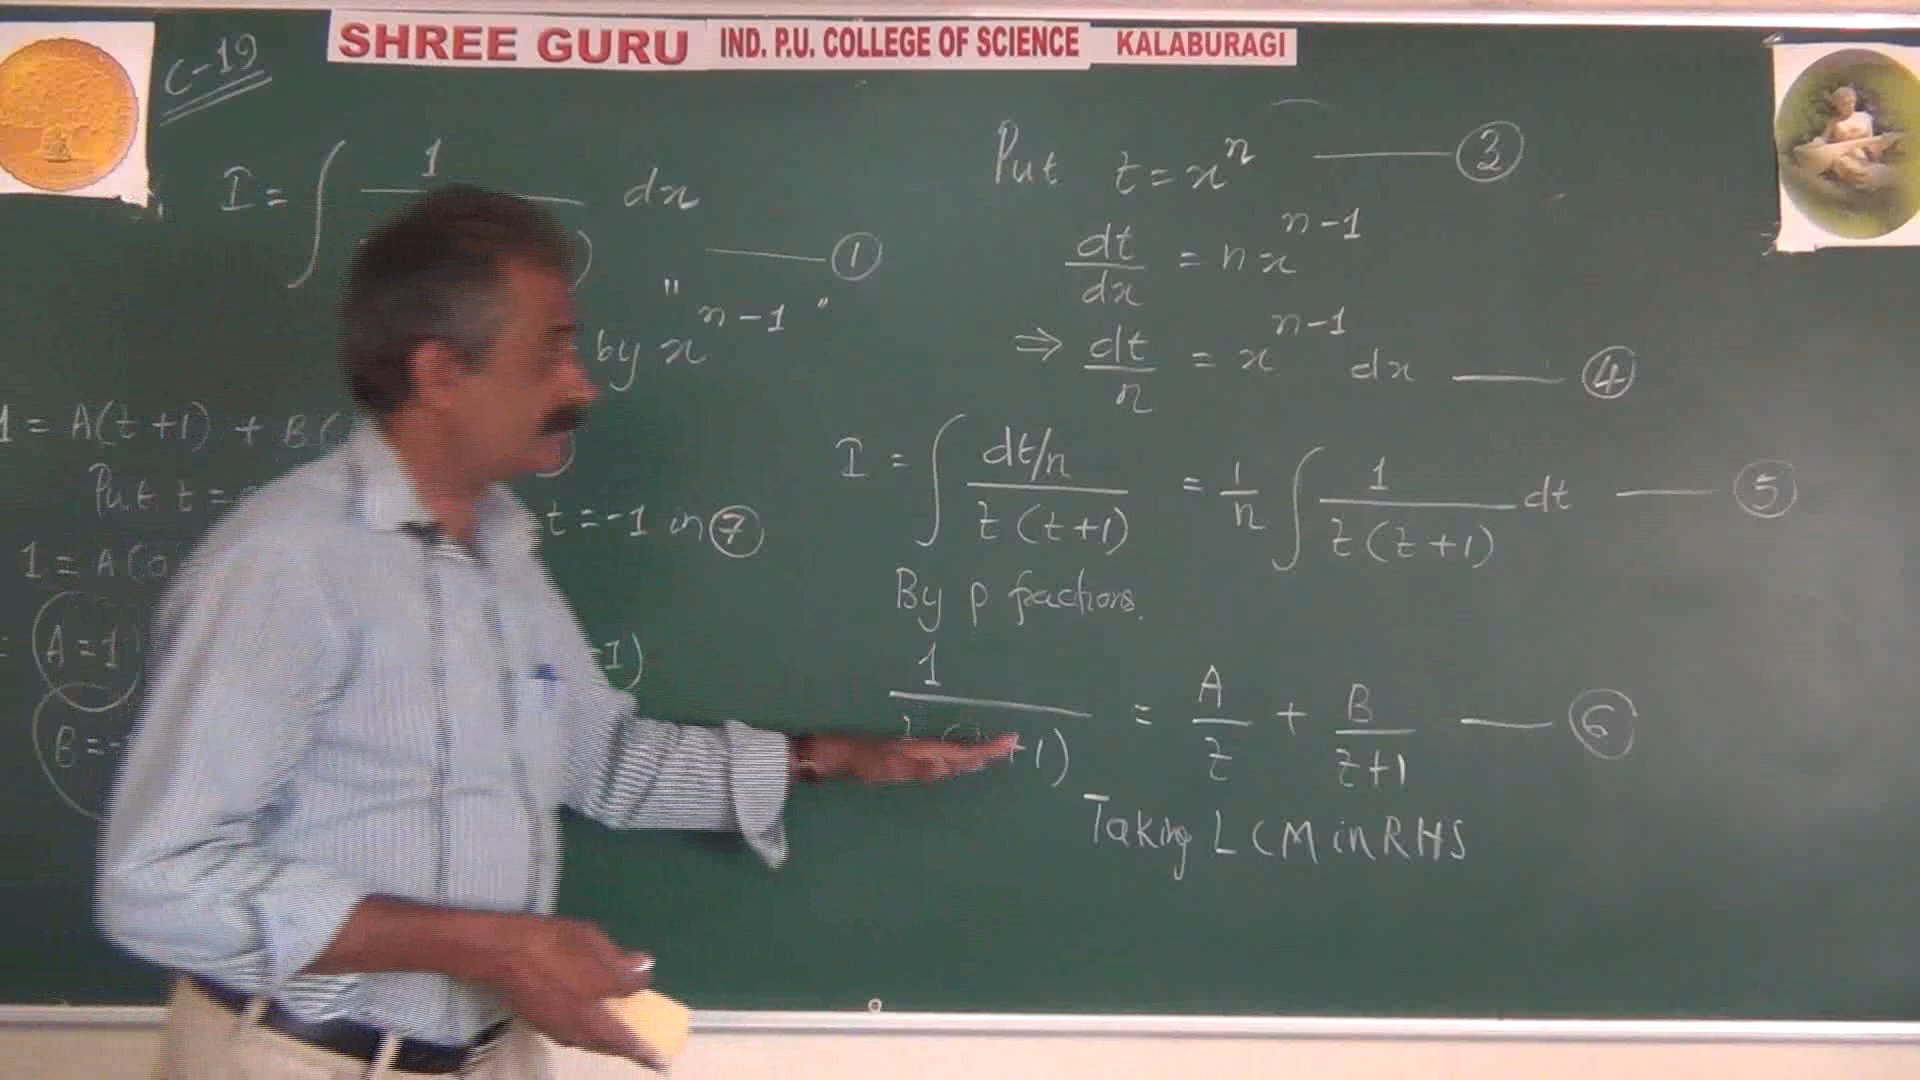 SHREE GURU IND. P.U. COLLEGE OF SCIENCE KALABURAGI
C-19
I = ∫ 1 dx
) —— ①
by "x^{n-1}"
1 = A(t+1) + B(
Put t =
t = -1 in ⑦
1 = A(0
A = 1
-1)
B = -
Put t = x^n —— ③
dt/dx = n x^{n-1}
⇒ dt/n = x^{n-1} dx —— ④
I = ∫ (dt/n)/(t(t+1)) = 1/n ∫ 1/(t(t+1)) dt —— ⑤
By p fractions.
1/(t(t+1)) = A/t + B/(t+1) —— ⑥
Taking LCM in RHS